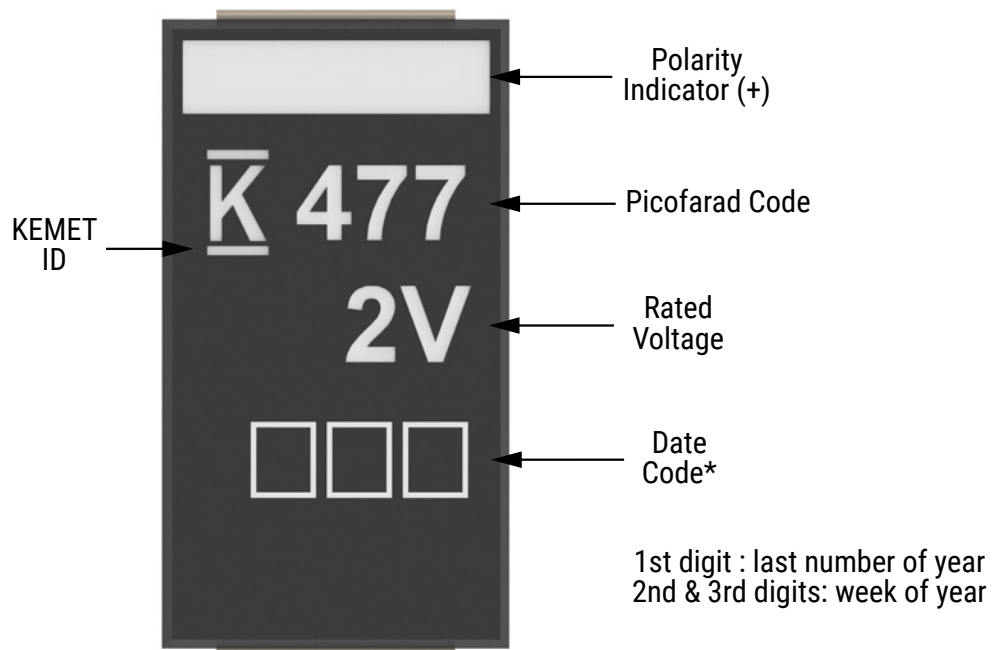 Polarity
Indicator (+)
K 477
Picofarad Code
KEMET
ID
2V
Rated
Voltage
Date
Code*
1st digit : last number of year
2nd & 3rd digits: week of year